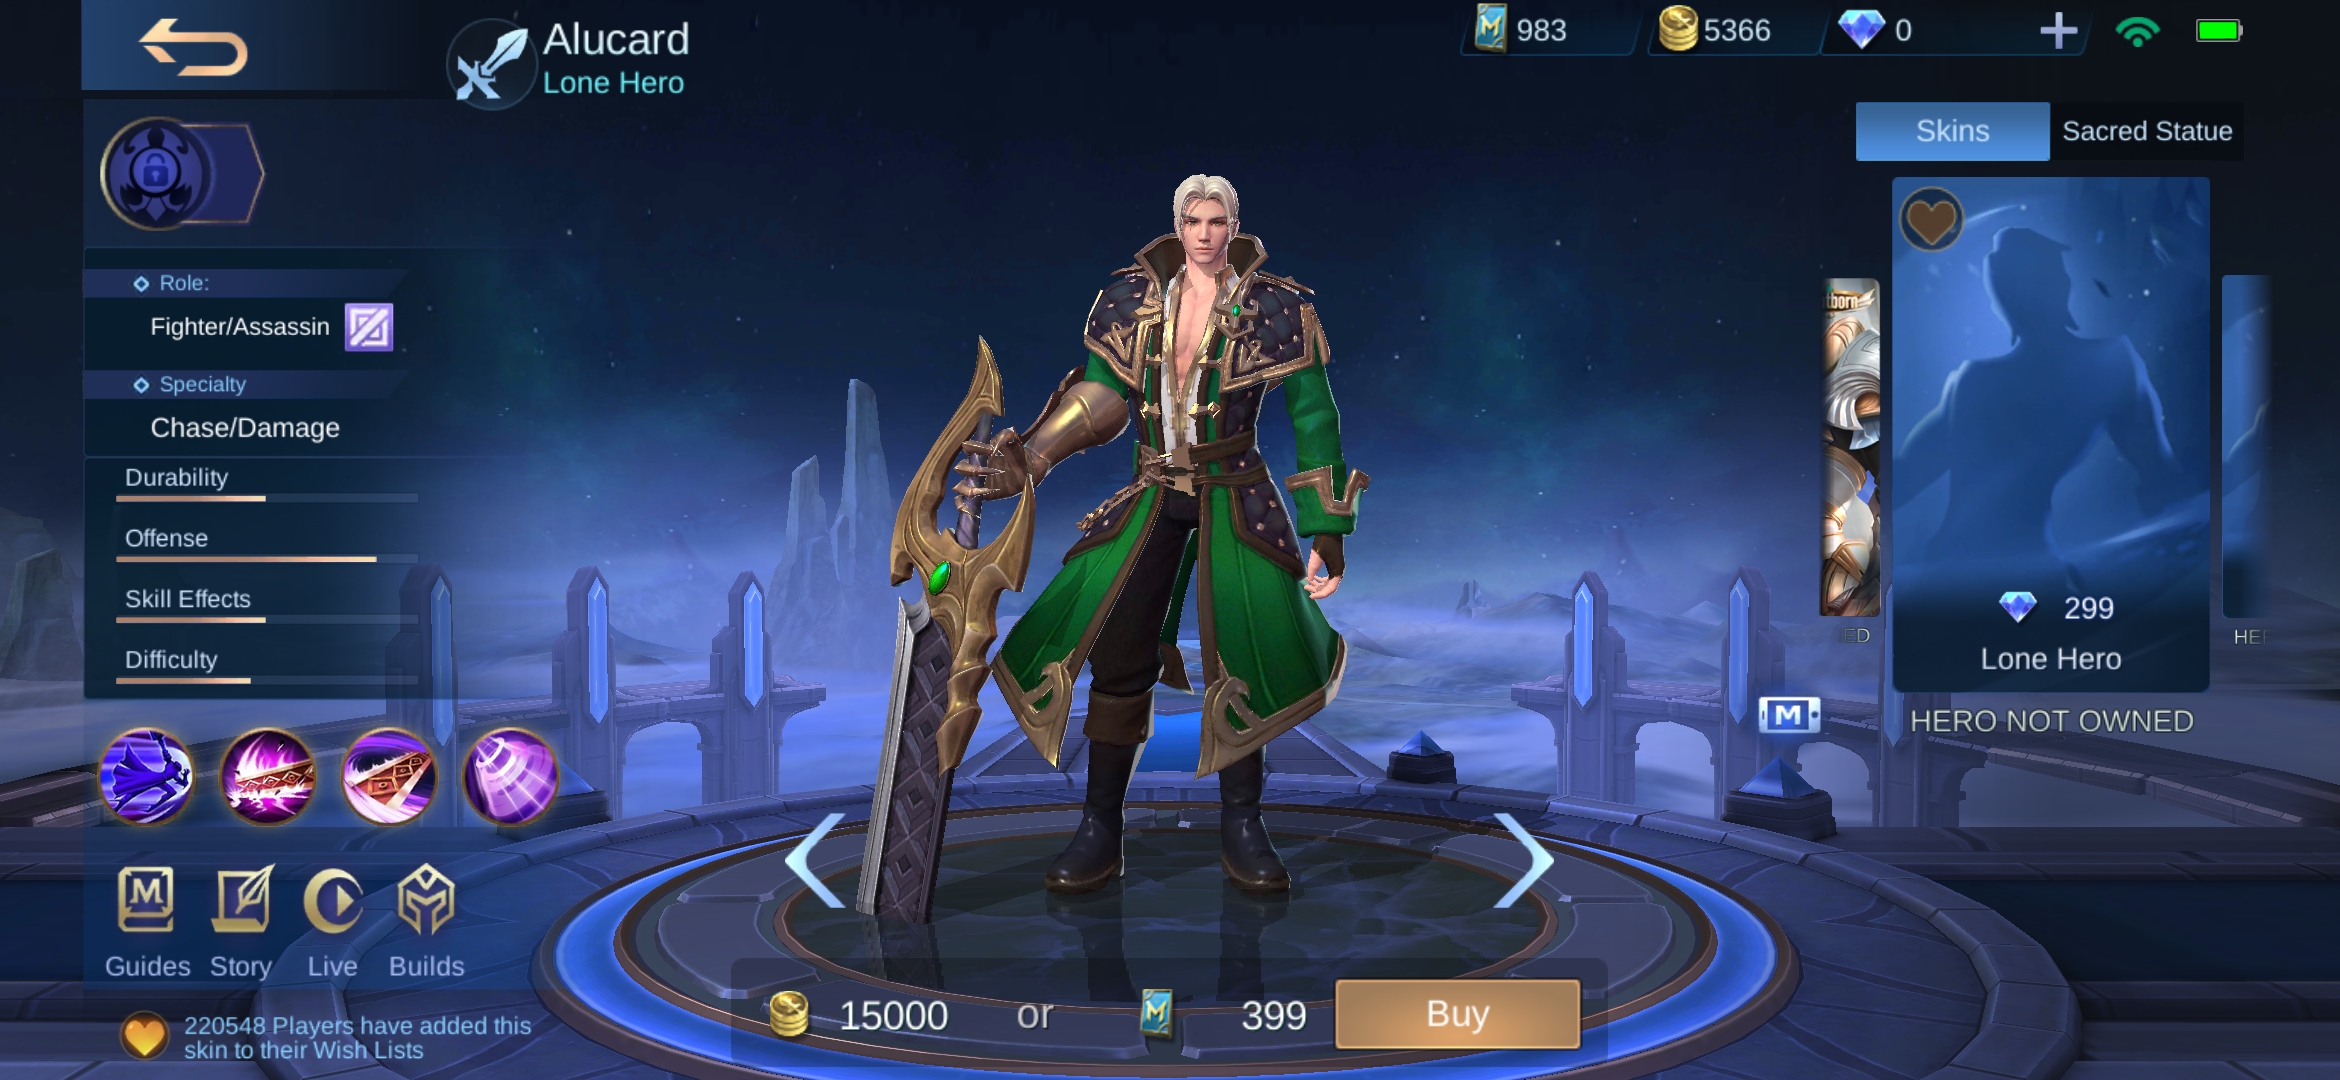 Alucard
Lone Hero
983
5366
0
Skins
Sacred Statue
Role:
Fighter/Assassin
Specialty
Chase/Damage
Durability
Offense
Skill Effects
Difficulty
299
Lone Hero
HERO NOT OWNED
ED
M
Guides
Story
Live
Builds
220548 Players have added this
skin to their Wish Lists
15000 or 399
Buy